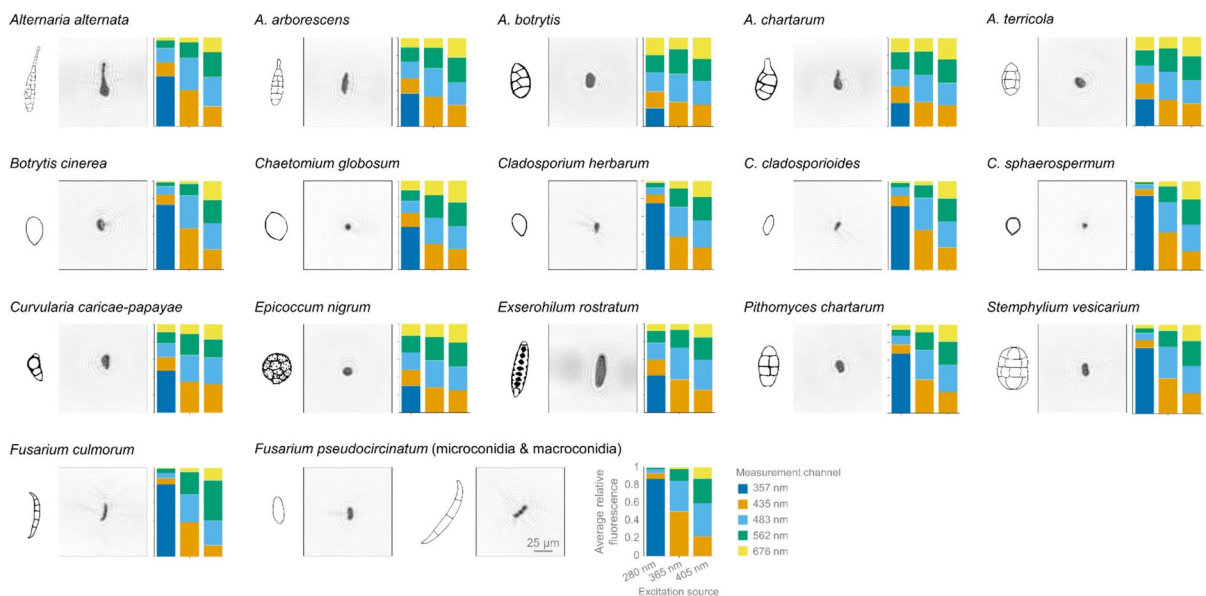 Alternaria alternata
A. arborescens
A. botrytis
A. chartarum
A. terricola
Botrytis cinerea
Chaetomium globosum
Cladosporium herbarum
C. cladosporioides
C. sphaerospermum
Curvularia caricae-papayae
Epicoccum nigrum
Exserohilum rostratum
Pithomyces chartarum
Stemphylium vesicarium
Fusarium culmorum
Fusarium pseudocircinatum (microconidia & macroconidia)
25 μm
Average relative
fluorescence
1
0.8
0.6
0.4
0.2
0
280 nm
365 nm
405 nm
Excitation source
Measurement channel
357 nm
435 nm
483 nm
562 nm
676 nm